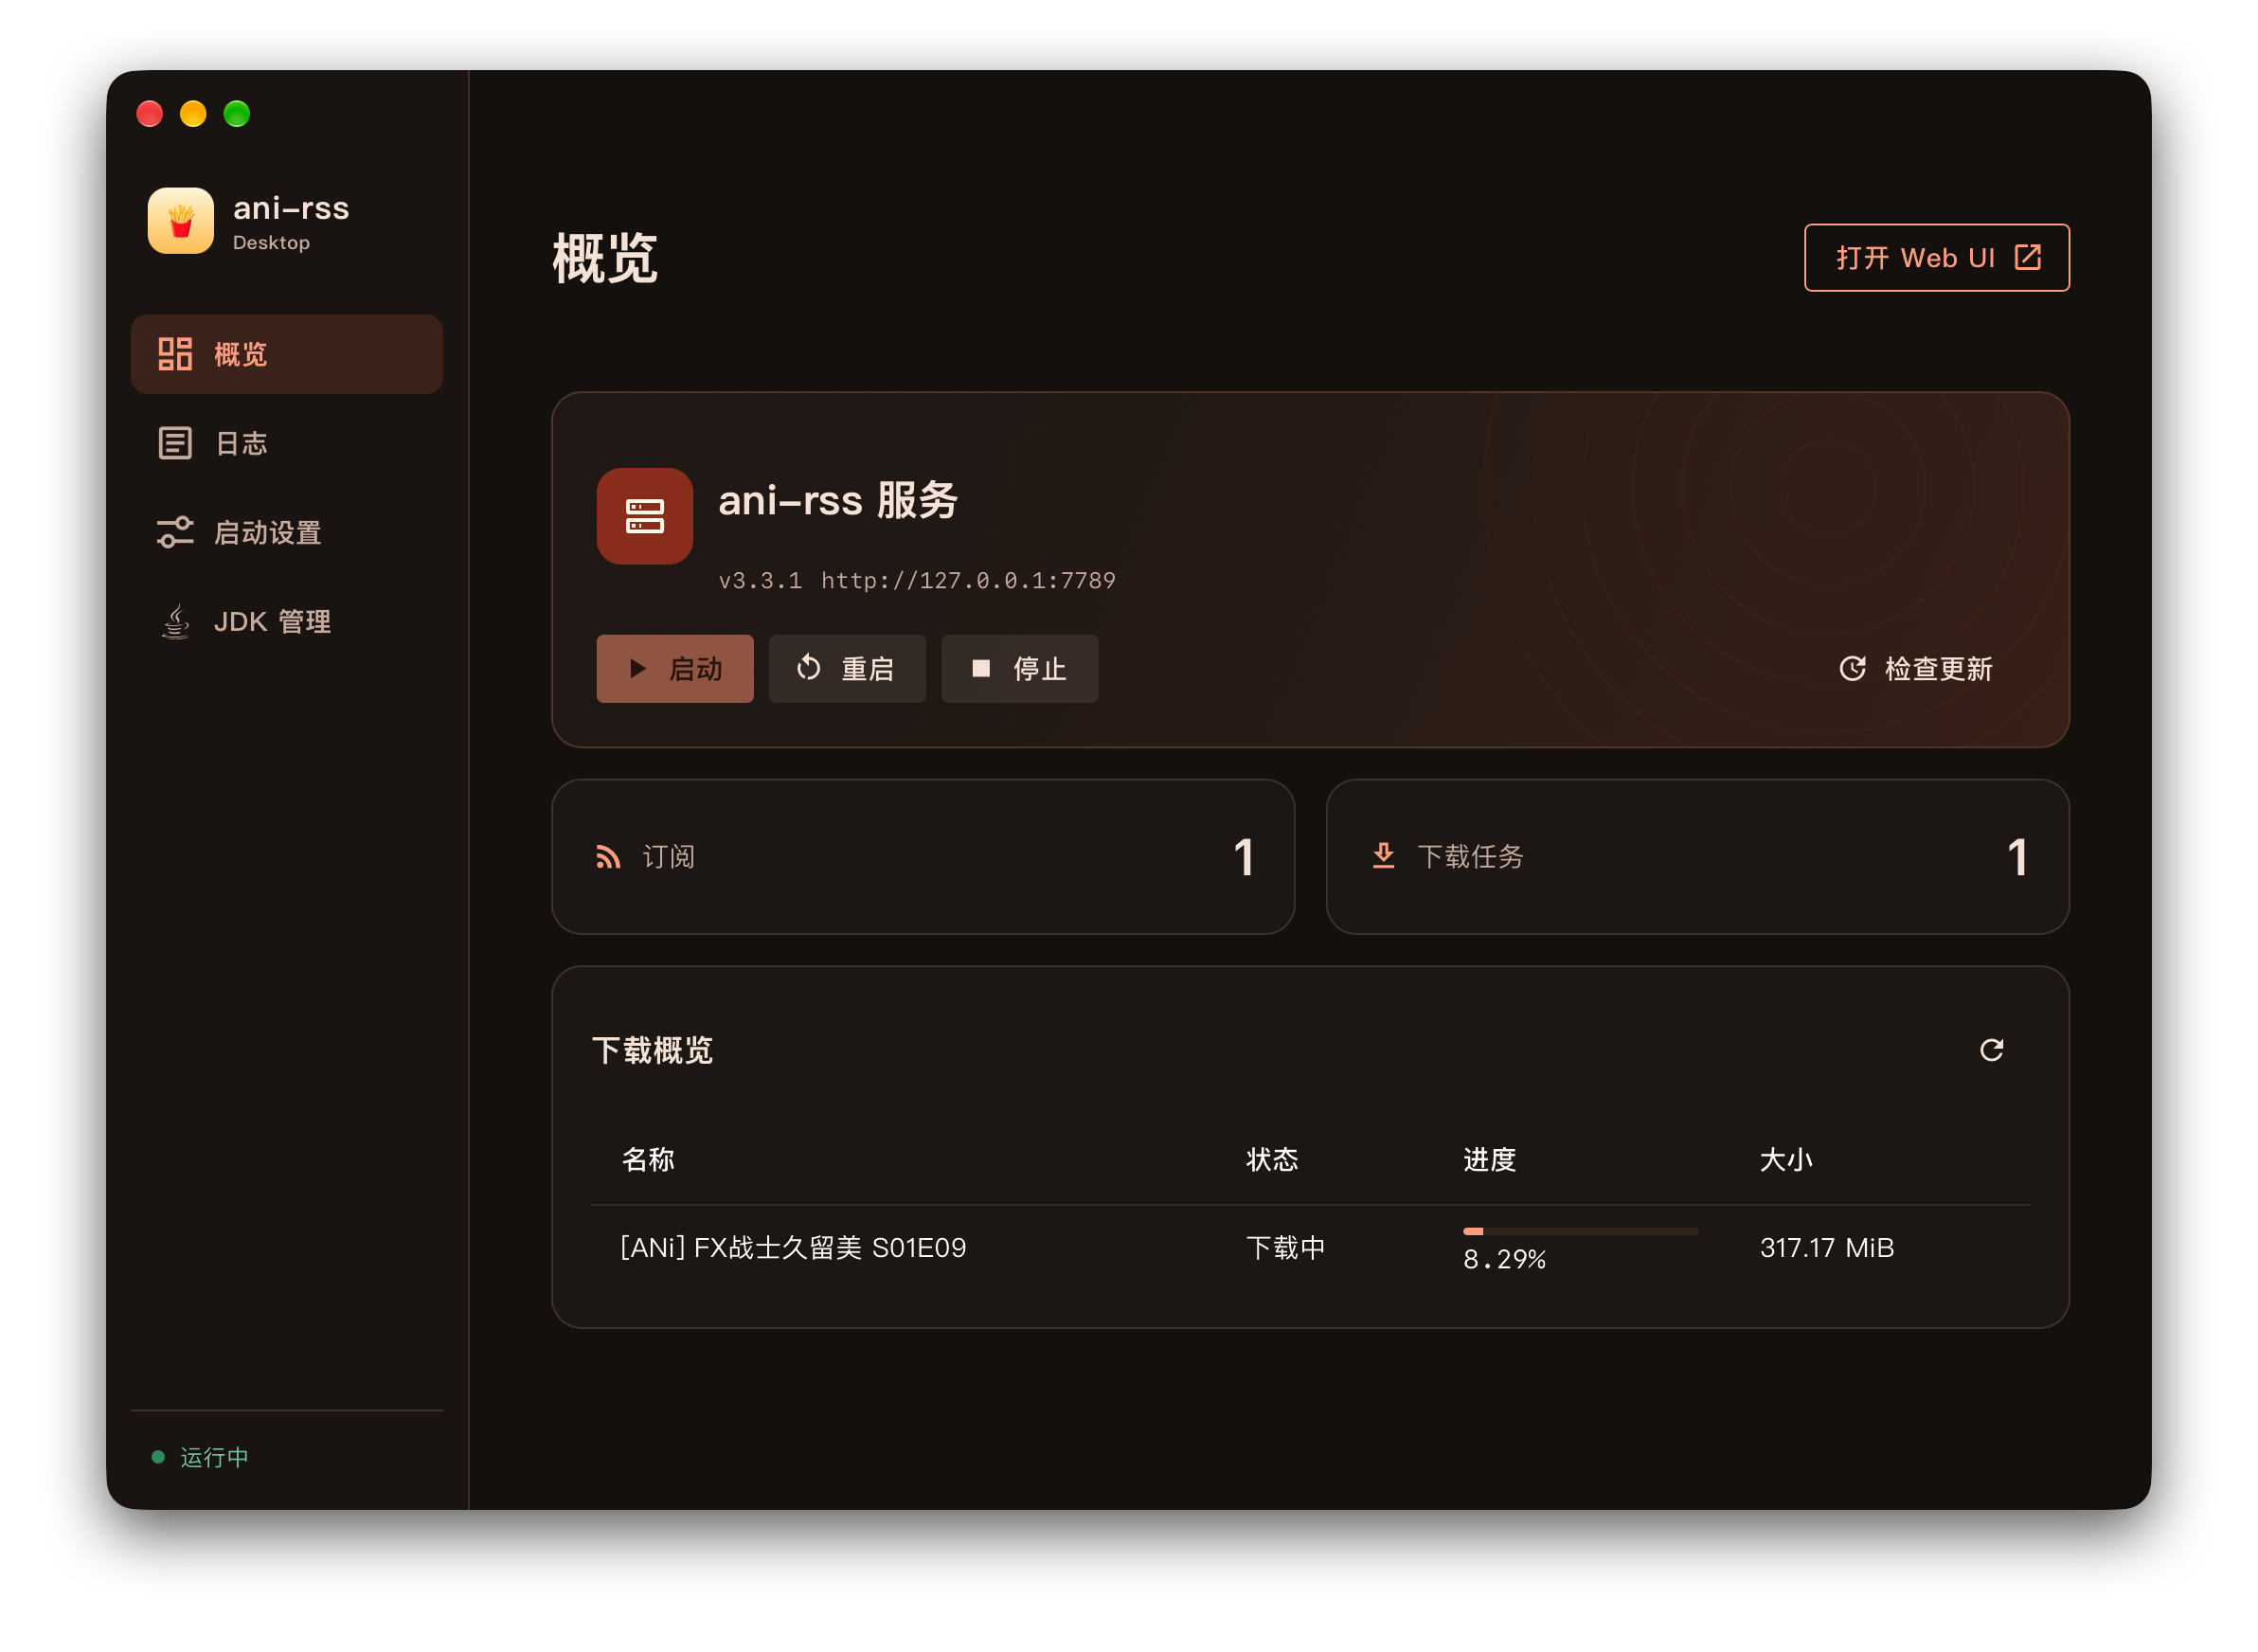 ani-rss
Desktop
概览
日志
启动设置
JDK 管理
运行中
概览
打开 Web UI
ani-rss 服务
v3.3.1 http://127.0.0.1:7789
启动 重启 停止 检查更新
订阅 1
下载任务 1
下载概览
名称 状态 进度 大小
[ANi] FX战士久留美 S01E09 下载中 8.29% 317.17 MiB